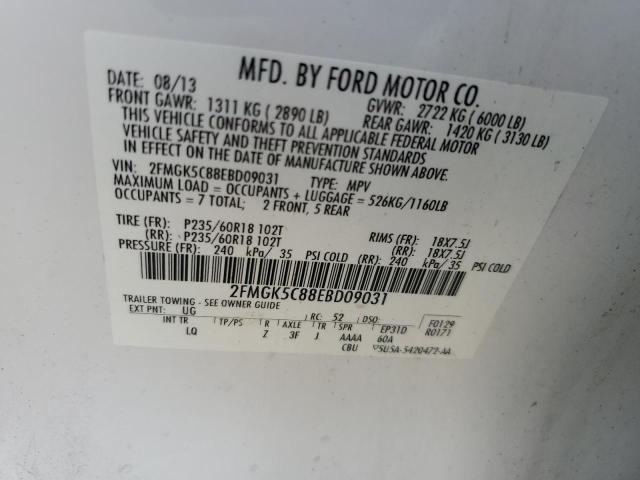 MFD. BY FORD MOTOR CO.
DATE: 08/13 GVWR: 2722 KG ( 6000 LB)
FRONT GAWR: 1311 KG ( 2890 LB) REAR GAWR: 1420 KG ( 3130 LB)
THIS VEHICLE CONFORMS TO ALL APPLICABLE FEDERAL MOTOR
VEHICLE SAFETY AND THEFT PREVENTION STANDARDS
IN EFFECT ON THE DATE OF MANUFACTURE SHOWN ABOVE.
VIN: 2FMGK5C88EBD09031 TYPE: MPV
MAXIMUM LOAD = OCCUPANTS + LUGGAGE = 526KG/1160LB
OCCUPANTS = 7 TOTAL; 2 FRONT, 5 REAR
TIRE (FR): P235/60R18 102T RIMS (FR): 18X7.5J
(RR): P235/60R18 102T (RR): 18X7.5J
PRESSURE (FR): 240 kPa/ 35 PSI COLD (RR): 240 kPa/ 35 PSI COLD
2FMGK5C88EBD09031
TRAILER TOWING - SEE OWNER GUIDE
EXT PNT: UG RC: 52 DSO: F0129
INT TR TP/PS R AXLE TR SPR EP31D R0171
LQ Z 3F J AAAA 60A
CBU 5USA-5420472-AA